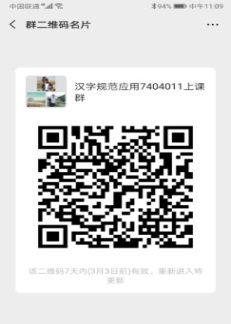 中国联通 94% 中午11:09
群二维码名片
汉字规范应用7404011上课
群
该二维码7天内(3月3日前)有效，重新进入将
更新